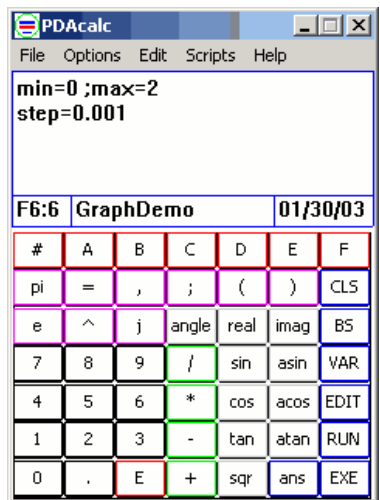 PDAcalc
File Options Edit Scripts Help
min=0 ;max=2
step=0.001
F6:6 GraphDemo 01/30/03
# A B C D E F
pi = , ; ( ) CLS
e ^ j angle real imag BS
7 8 9 / sin asin VAR
4 5 6 * cos acos EDIT
1 2 3 - tan atan RUN
0 . E + sqr ans EXE